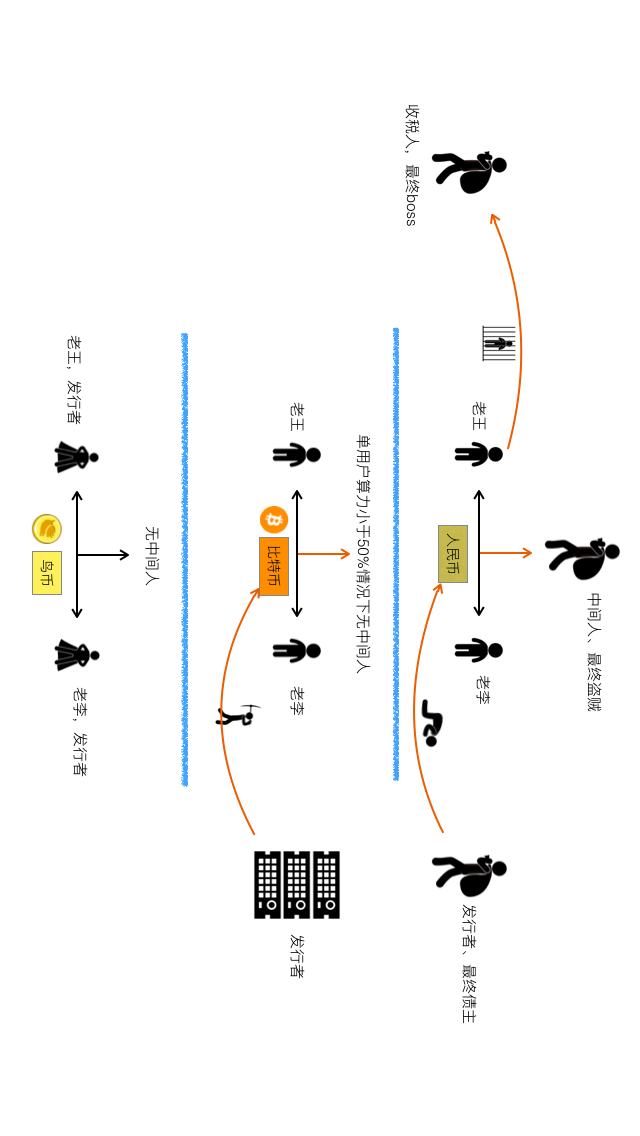 中间人、最终盗贼
收税人，最终boss
老王
人民币
老李
发行者、最终债主
单用户算力小于50%情况下无中间人
老王
比特币
老李
发行者
无中间人
老王，发行者
鸟币
老李，发行者